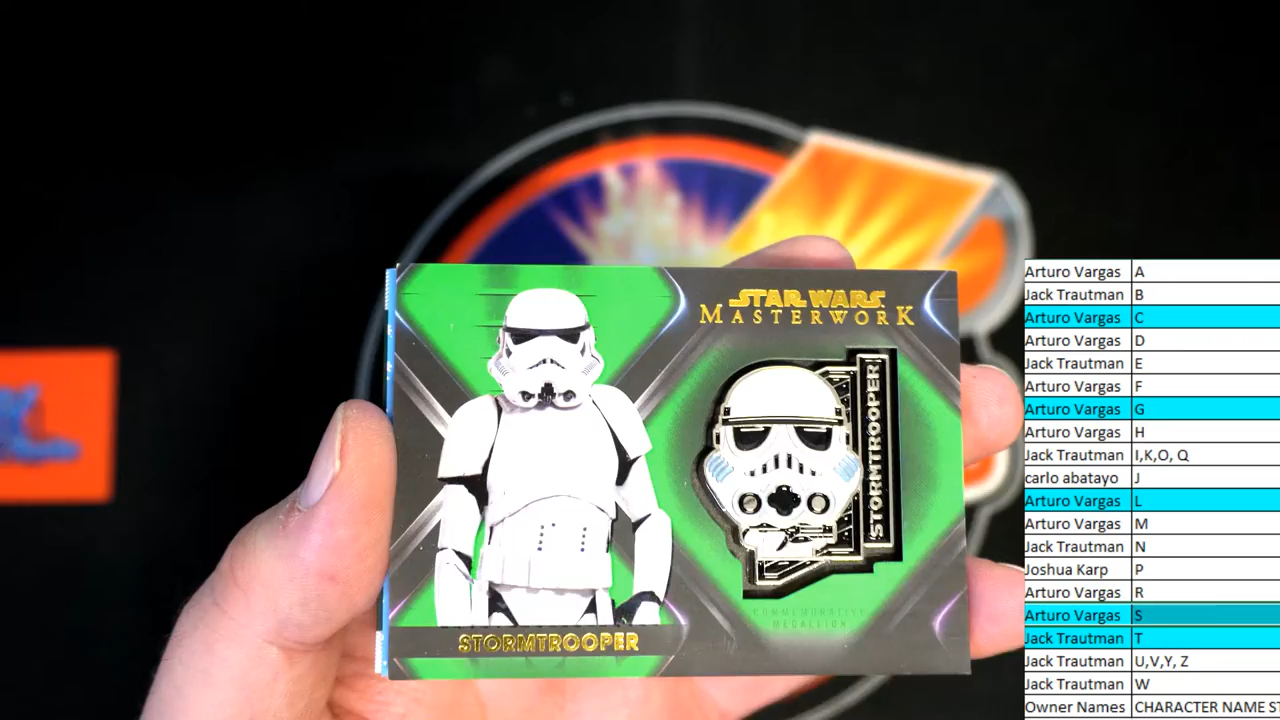 STAR WARS
MASTERWORK
STORMTROOPER
COMMEMORATIVE
MEDALLION
STORMTROOPER
Arturo Vargas A
Jack Trautman B
Arturo Vargas C
Arturo Vargas D
Jack Trautman E
Arturo Vargas F
Arturo Vargas G
Arturo Vargas H
Jack Trautman I,K,O, Q
carlo abatayo J
Arturo Vargas L
Arturo Vargas M
Jack Trautman N
Joshua Karp P
Arturo Vargas R
Arturo Vargas S
Jack Trautman T
Jack Trautman U,V,Y, Z
Jack Trautman W
Owner Names CHARACTER NAME ST